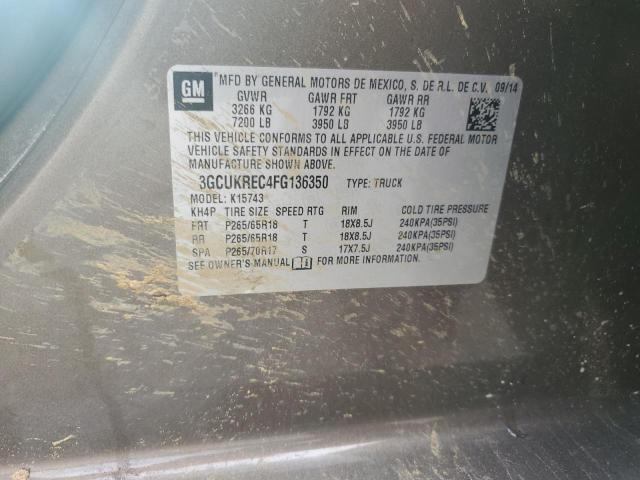 GM
MFD BY GENERAL MOTORS DE MEXICO, S. DE R.L. DE C.V. 09/14
GVWR GAWR FRT GAWR RR
3266 KG 1792 KG 1792 KG
7200 LB 3950 LB 3950 LB
THIS VEHICLE CONFORMS TO ALL APPLICABLE U.S. FEDERAL MOTOR
VEHICLE SAFETY STANDARDS IN EFFECT ON THE DATE OF
MANUFACTURE SHOWN ABOVE.
3GCUKREC4FG136350 TYPE: TRUCK
MODEL: K15743
KH4P TIRE SIZE SPEED RTG RIM COLD TIRE PRESSURE
FRT P265/65R18 T 18X8.5J 240KPA(35PSI)
RR P265/65R18 T 18X8.5J 240KPA(35PSI)
SPA P265/70R17 S 17X7.5J 240KPA(35PSI)
SEE OWNER'S MANUAL FOR MORE INFORMATION.